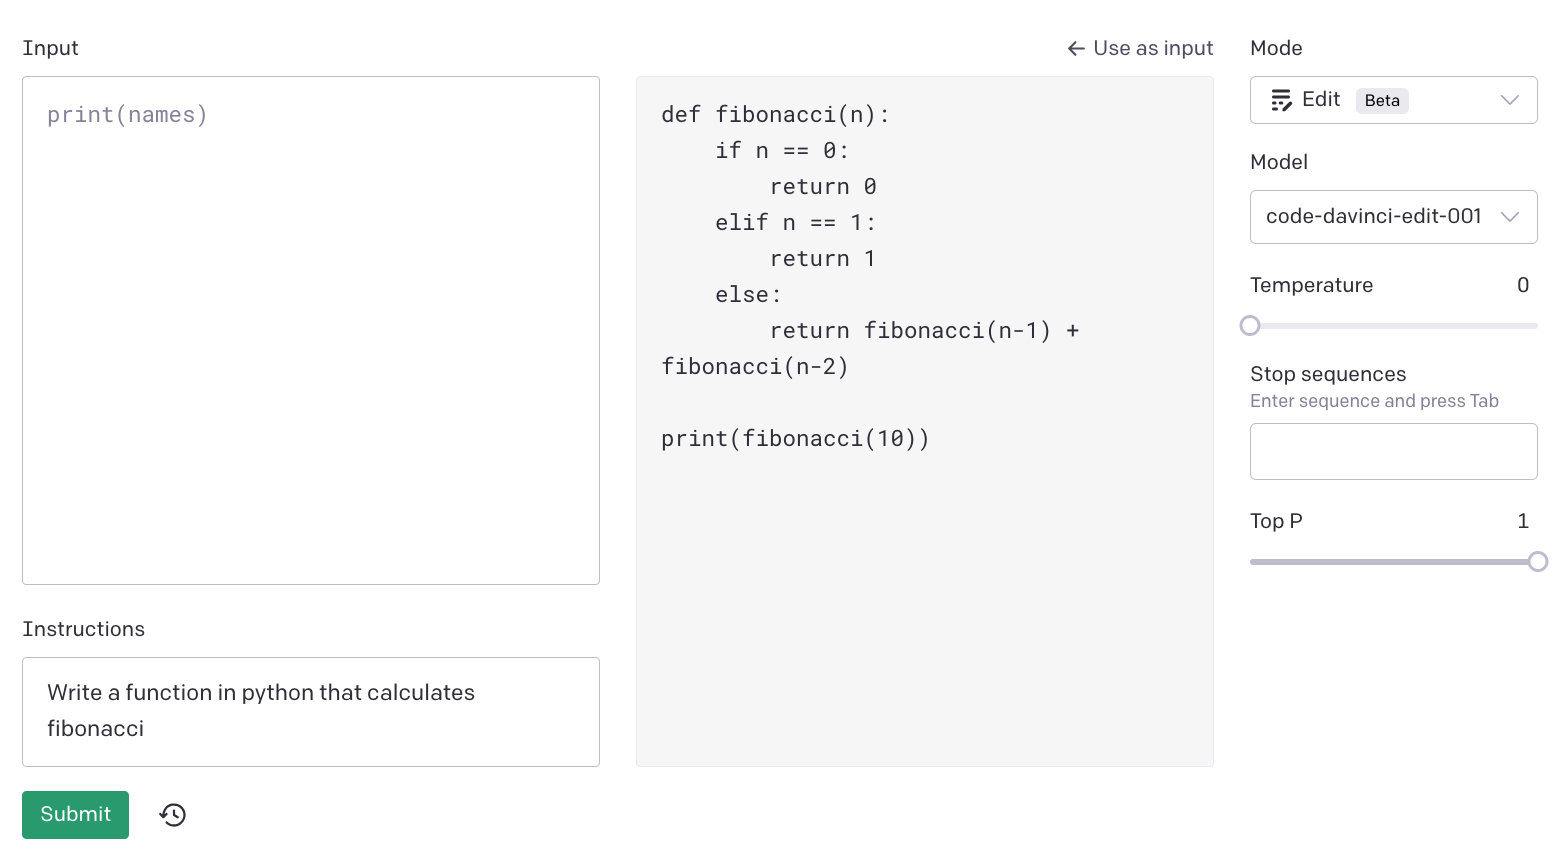 Input
print(names)
Instructions
Write a function in python that calculates
fibonacci
Submit
← Use as input
def fibonacci(n):
    if n == 0:
        return 0
    elif n == 1:
        return 1
    else:
        return fibonacci(n-1) +
fibonacci(n-2)

print(fibonacci(10))
Mode
Edit Beta
Model
code-davinci-edit-001
Temperature 0
Stop sequences
Enter sequence and press Tab
Top P 1